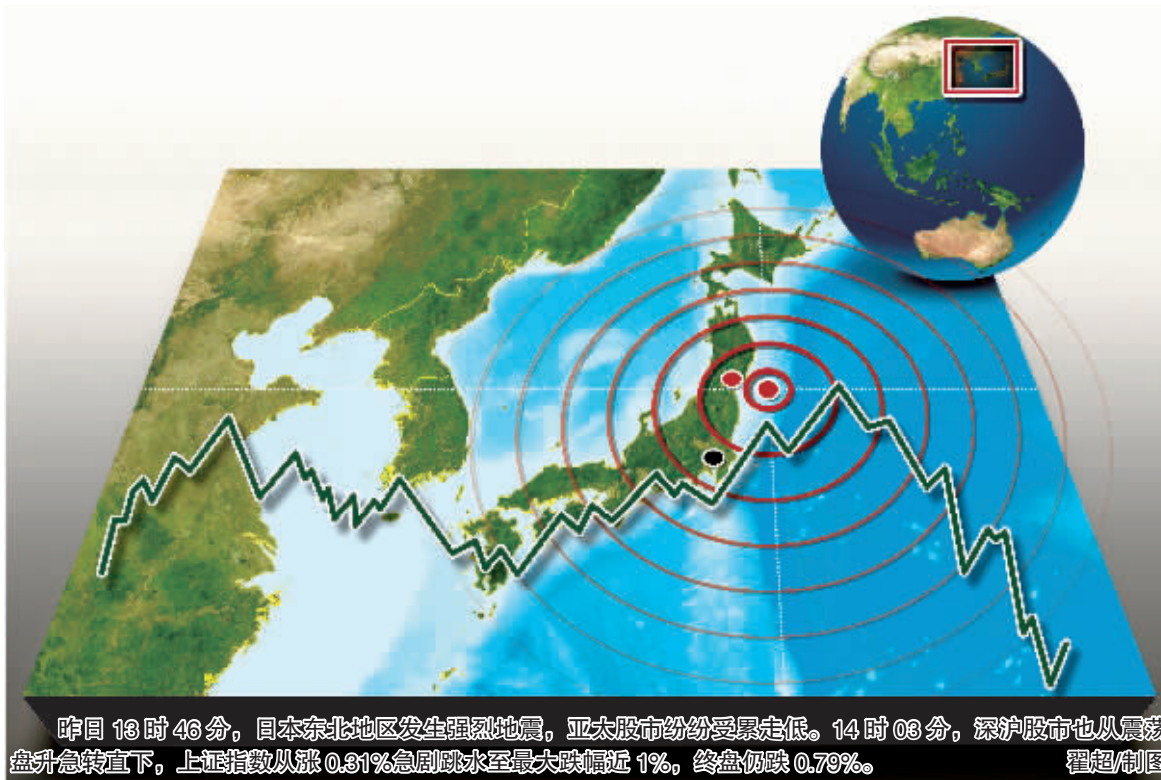 昨日 13 时 46 分，日本东北地区发生强烈地震，亚太股市纷纷受累走低。14 时 03 分，深沪股市也从震荡
盘升急转直下，上证指数从涨 0.31%急剧跳水至最大跌幅近 1%，终盘仍跌 0.79%。 翟超/制图